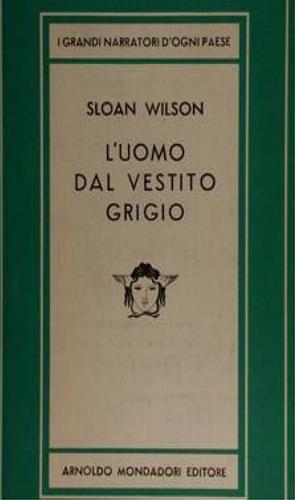 I GRANDI NARRATORI D'OGNI PAESE
SLOAN WILSON
L'UOMO
DAL VESTITO
GRIGIO
ARNOLDO MONDADORI EDITORE